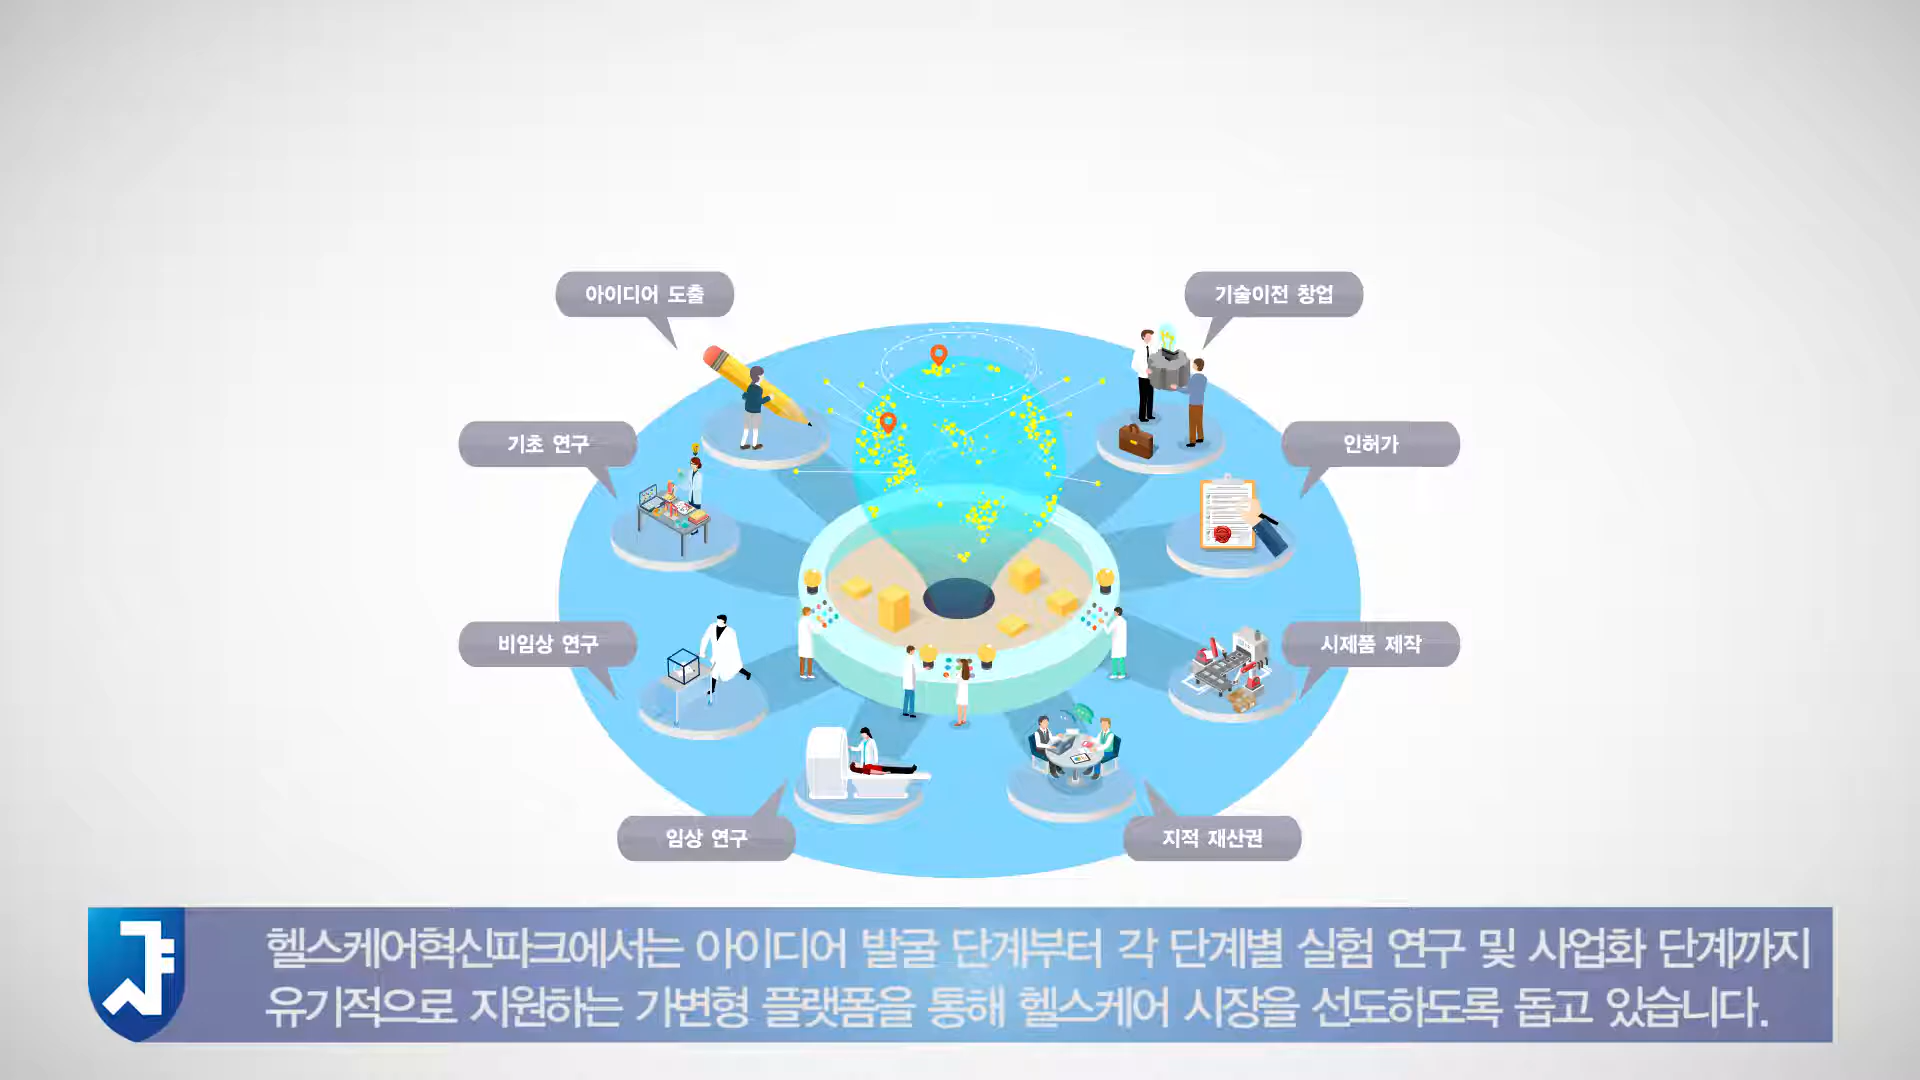 아이디어 도출
기술이전 창업
기초 연구
인허가
비임상 연구
시제품 제작
임상 연구
지적 재산권
헬스케어혁신파크에서는 아이디어 발굴 단계부터 각 단계별 실험 연구 및 사업화 단계까지
유기적으로 지원하는 가변형 플랫폼을 통해 헬스케어 시장을 선도하도록 돕고 있습니다.